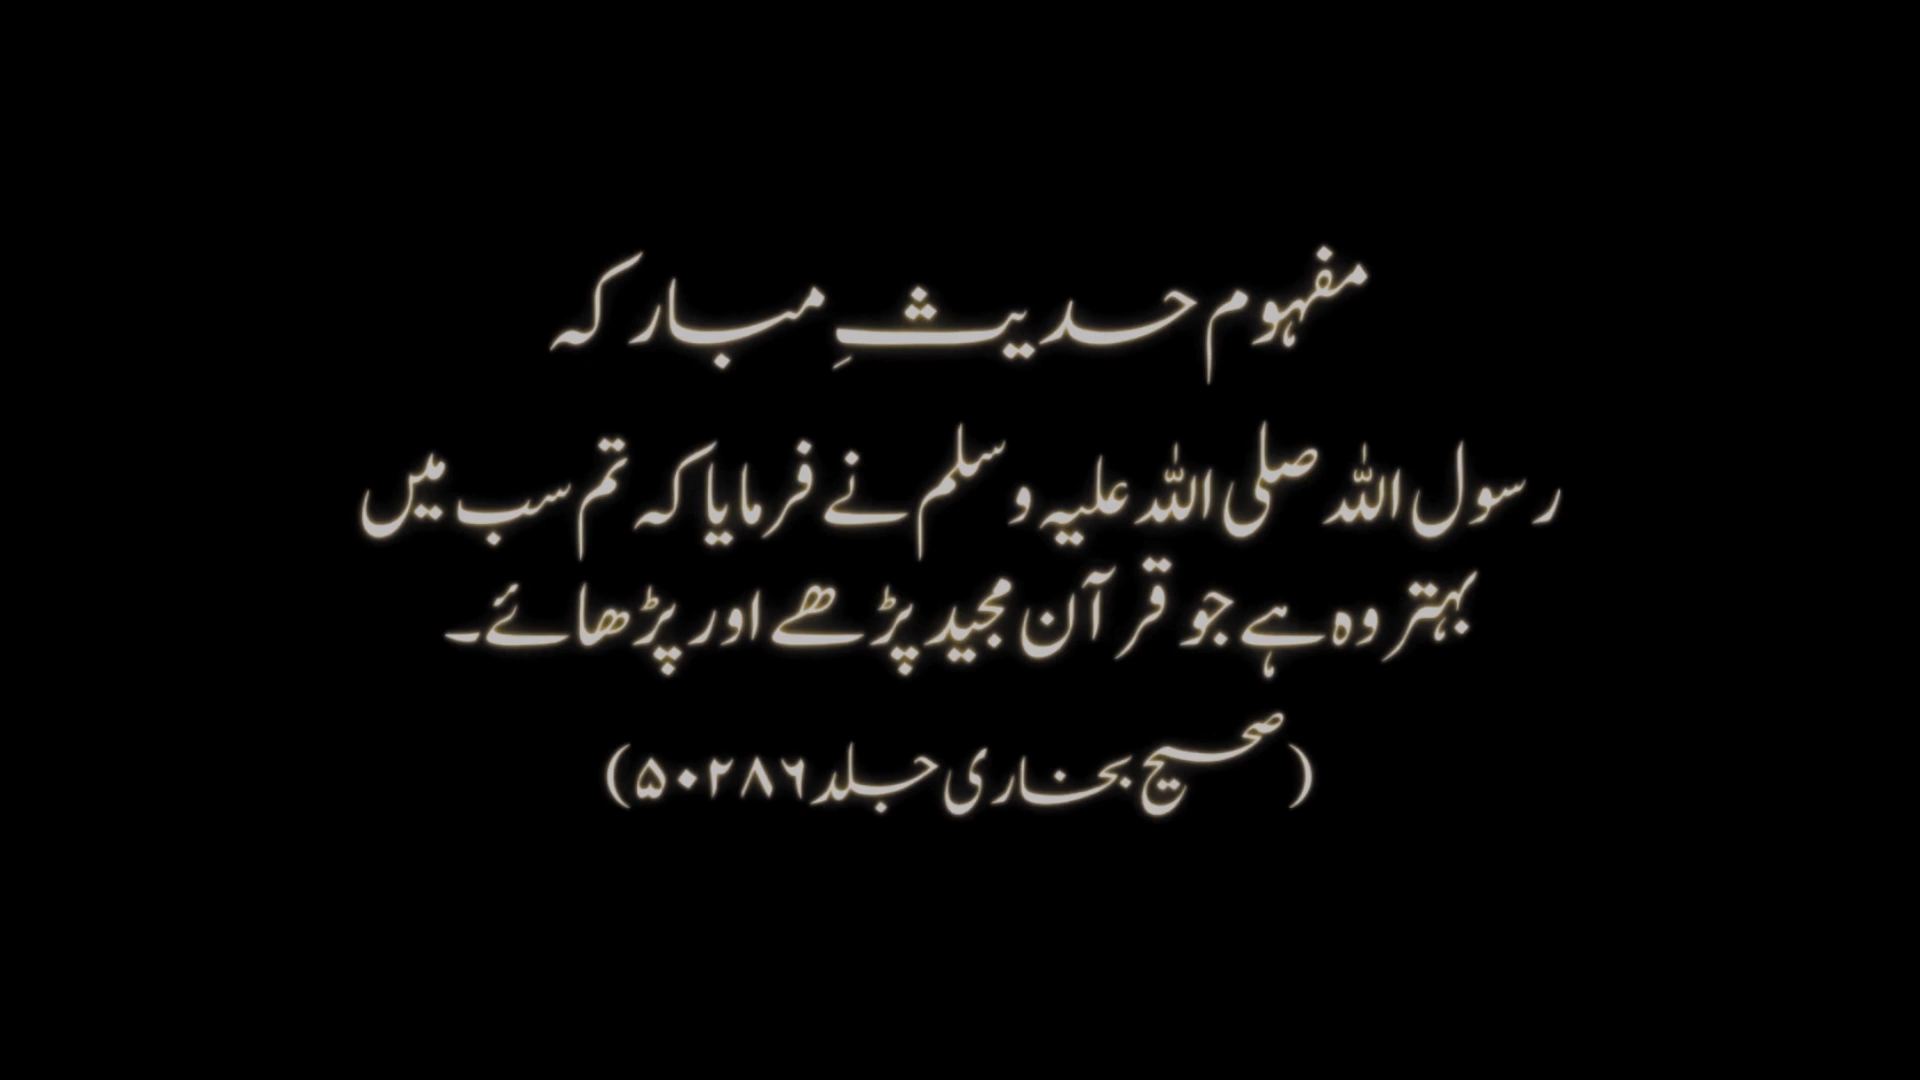 مفہوم حدیثِ مبارکہ
رسول اللہ صلی اللہ علیہ وسلم نے فرمایا کہ تم سب میں
بہتر وہ ہے جو قرآن مجید پڑھے اور پڑھائے۔
(صحیح بخاری جلد ۵۰۲۸۶)